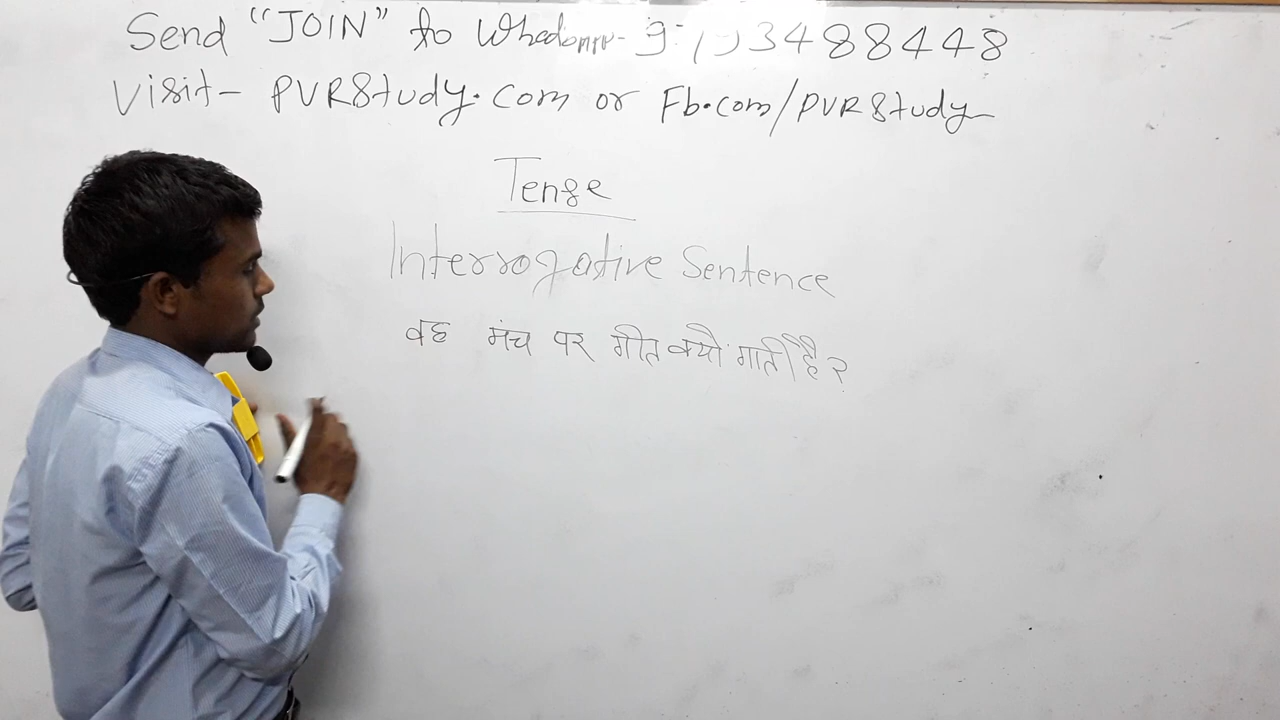 Send "JOIN" to
Visit- PVRStudy.com or Fb.com/PVRStudy
Tense
Interrogative Sentence
वह मंच पर गीत क्यों गाती है?